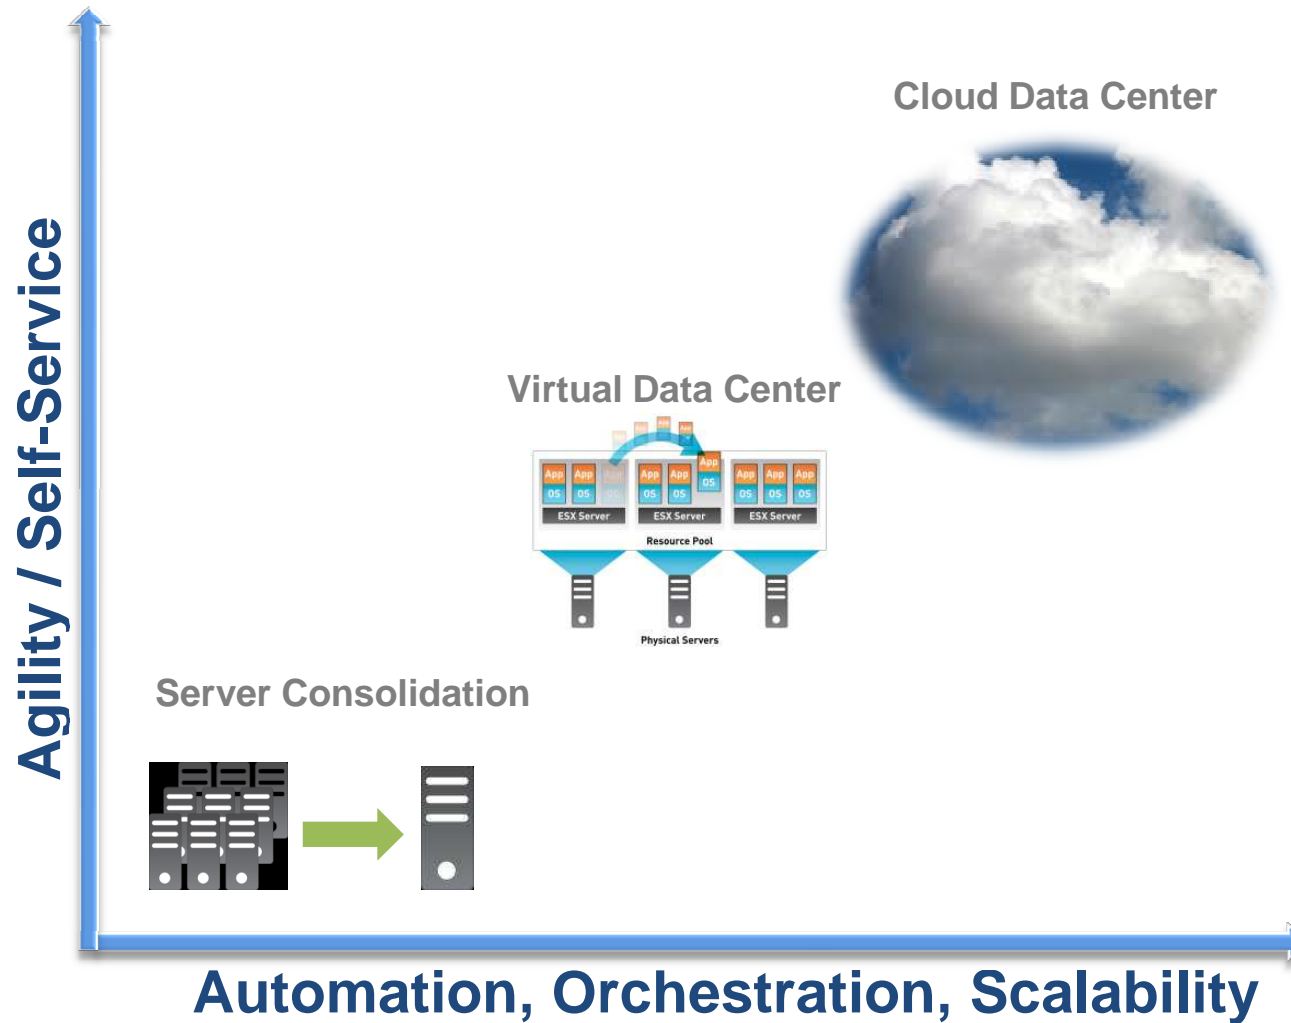 Cloud Data Center
Agility / Self-Service
Virtual Data Center
App
App App App App App App App App App
OS OS OS OS OS OS OS OS
ESX Server ESX Server ESX Server
Resource Pool
Physical Servers
Server Consolidation
Automation, Orchestration, Scalability